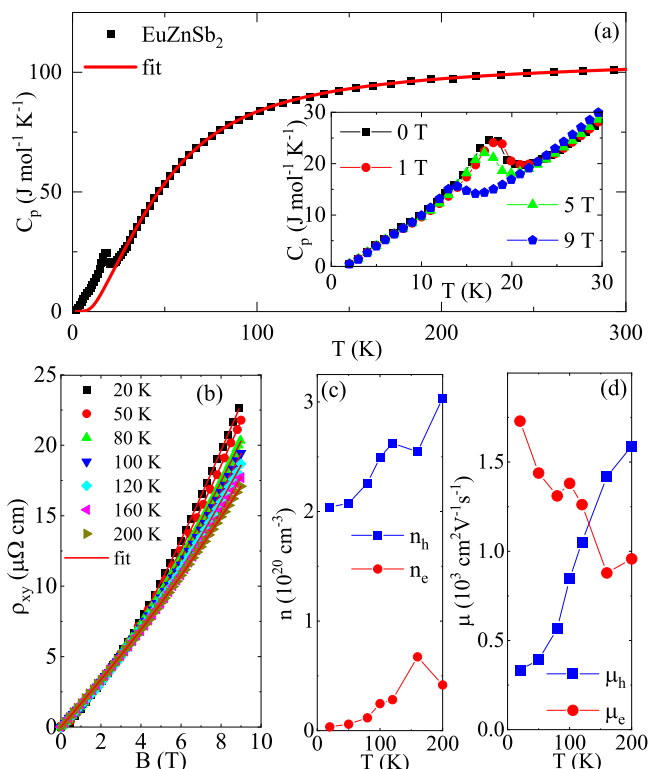 (a)
EuZnSb₂
fit
100
50
0
Cₚ (J mol⁻¹ K⁻¹)
0 100 200 300
T (K)
30
20
10
0
Cₚ (J mol⁻¹ K⁻¹)
0 T
1 T
5 T
9 T
0 10 20 30
T (K)
(b)
25
20
15
10
5
0
ρxy (μΩ cm)
20 K
50 K
80 K
100 K
120 K
160 K
200 K
fit
0 2 4 6 8 10
B (T)
(c)
3
2
1
0
n (10²⁰ cm⁻³)
nₕ
nₑ
0 100 200
T (K)
(d)
1.5
1.0
0.5
0.0
μ (10³ cm²V⁻¹s⁻¹)
μₕ
μₑ
0 100 200
T (K)